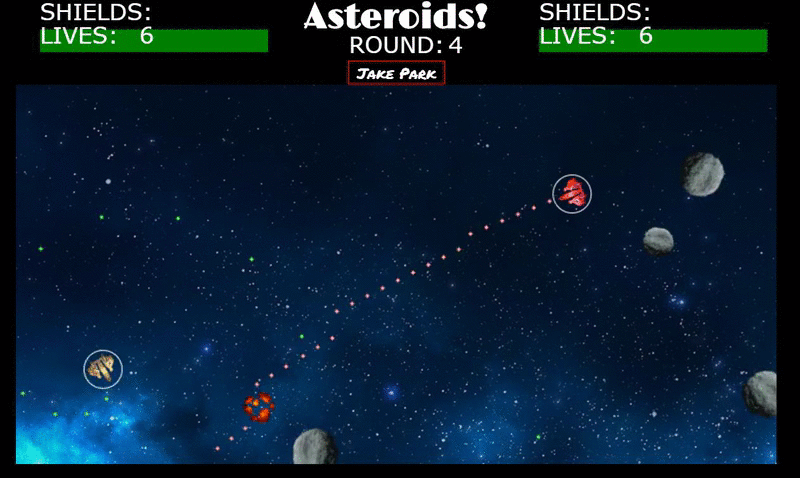 SHIELDS:
LIVES: 6
Asteroids!
ROUND: 4
Jake Park
SHIELDS:
LIVES: 6